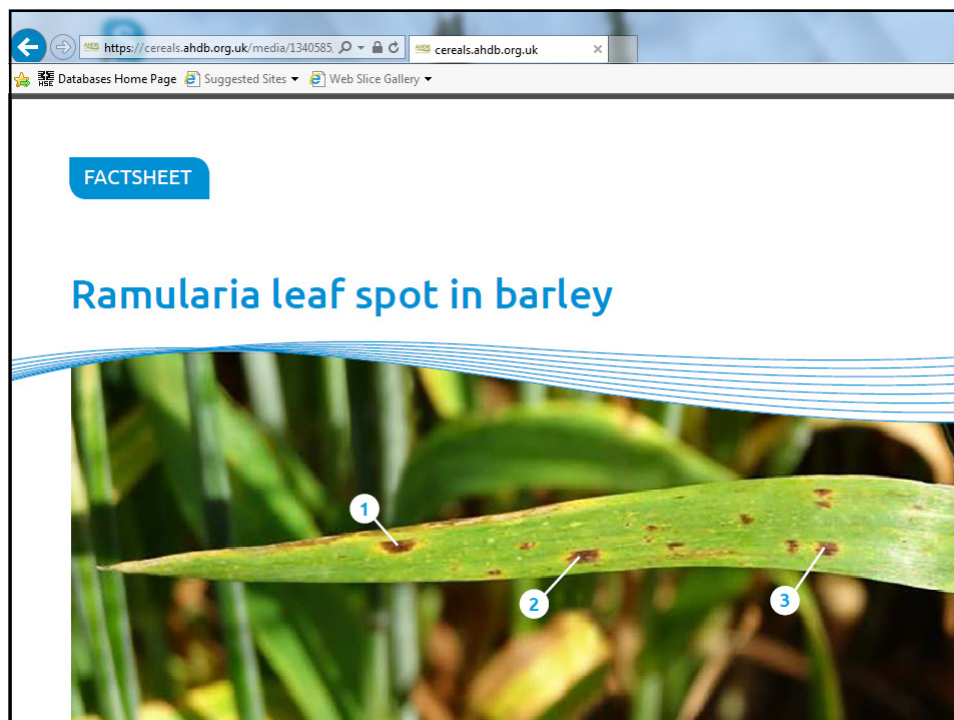 https://cereals.ahdb.org.uk/media/1340585,
cereals.ahdb.org.uk
HSE Databases Home Page Suggested Sites Web Slice Gallery
FACTSHEET
Ramularia leaf spot in barley
1
2
3